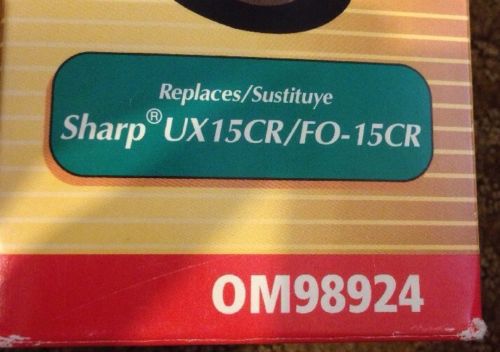 Replaces/Sustituye
Sharp® UX15CR/FO-15CR
OM98924